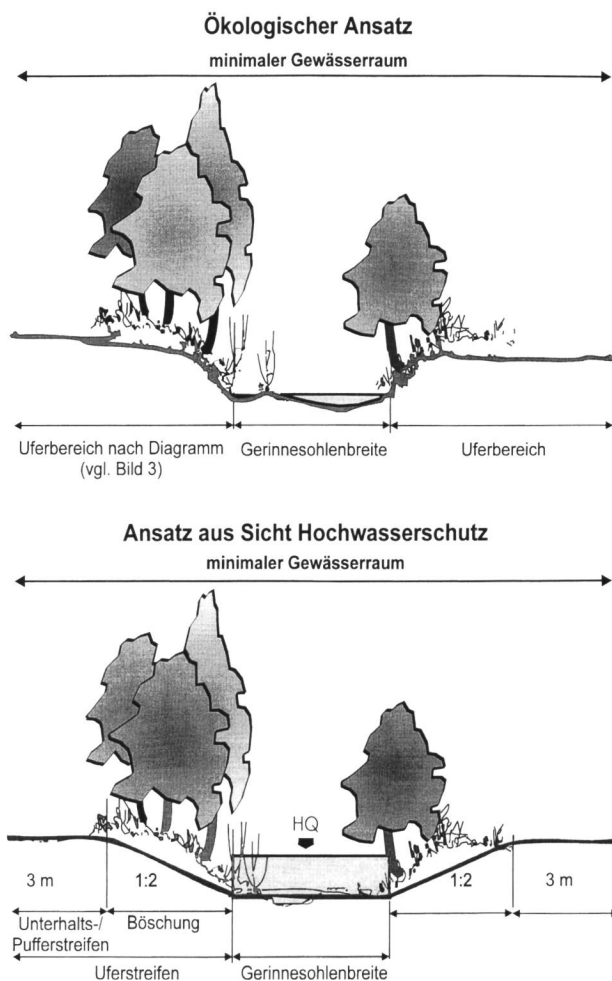 Ökologischer Ansatz
minimaler Gewässerraum
Uferbereich nach Diagramm
(vgl. Bild 3)
Gerinnesohlenbreite
Uferbereich
Ansatz aus Sicht Hochwasserschutz
minimaler Gewässerraum
HQ
3 m
1:2
1:2
3 m
Unterhalts-/
Pufferstreifen
Böschung
Uferstreifen
Gerinnesohlenbreite